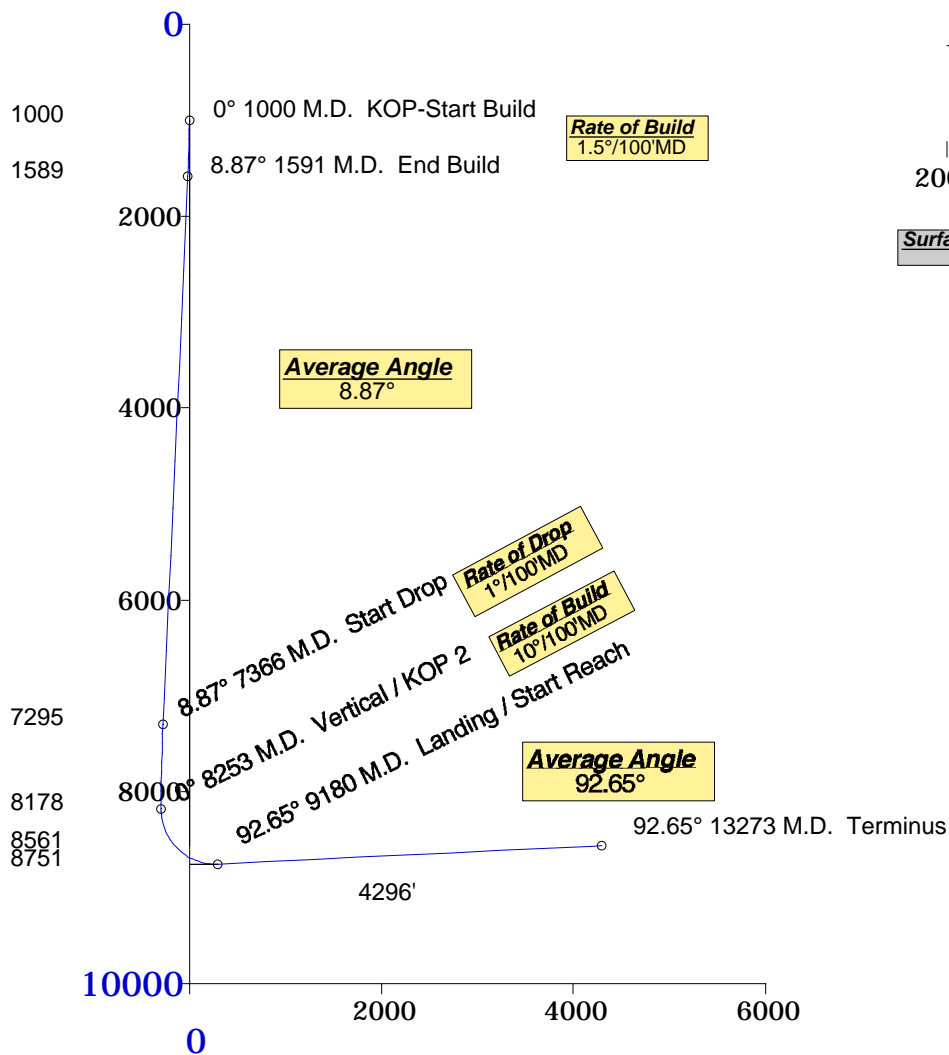 0
1000
0° 1000 M.D.  KOP-Start Build
Rate of Build
1.5°/100'MD
1589
8.87° 1591 M.D.  End Build
2000
Surfa
Average Angle
8.87°
4000
Rate of Drop
1°/100'MD
6000
8.87° 7366 M.D.  Start Drop
Rate of Build
10°/100'MD
0° 8253 M.D.  Vertical / KOP 2
92.65° 9180 M.D.  Landing / Start Reach
7295
Average Angle
92.65°
8000
8178
92.65° 13273 M.D.  Terminus
8561
8751
4296'
10000
2000
4000
6000
0